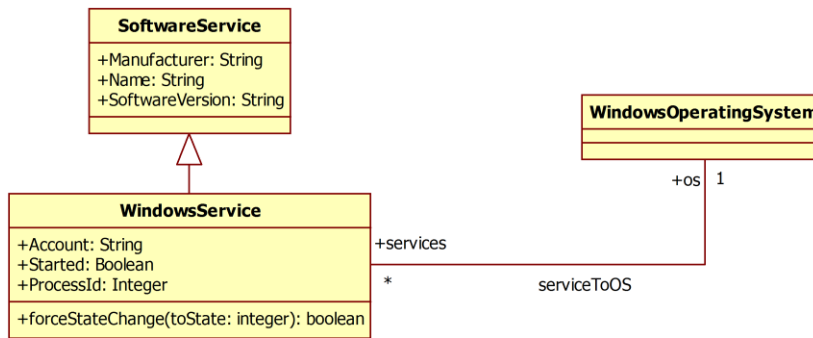 SoftwareService
+Manufacturer: String
+Name: String
+SoftwareVersion: String
WindowsOperatingSystem
+os 1
WindowsService
+Account: String
+Started: Boolean
+ProcessId: Integer
+forceStateChange(toState: integer): boolean
+services
*
serviceToOS